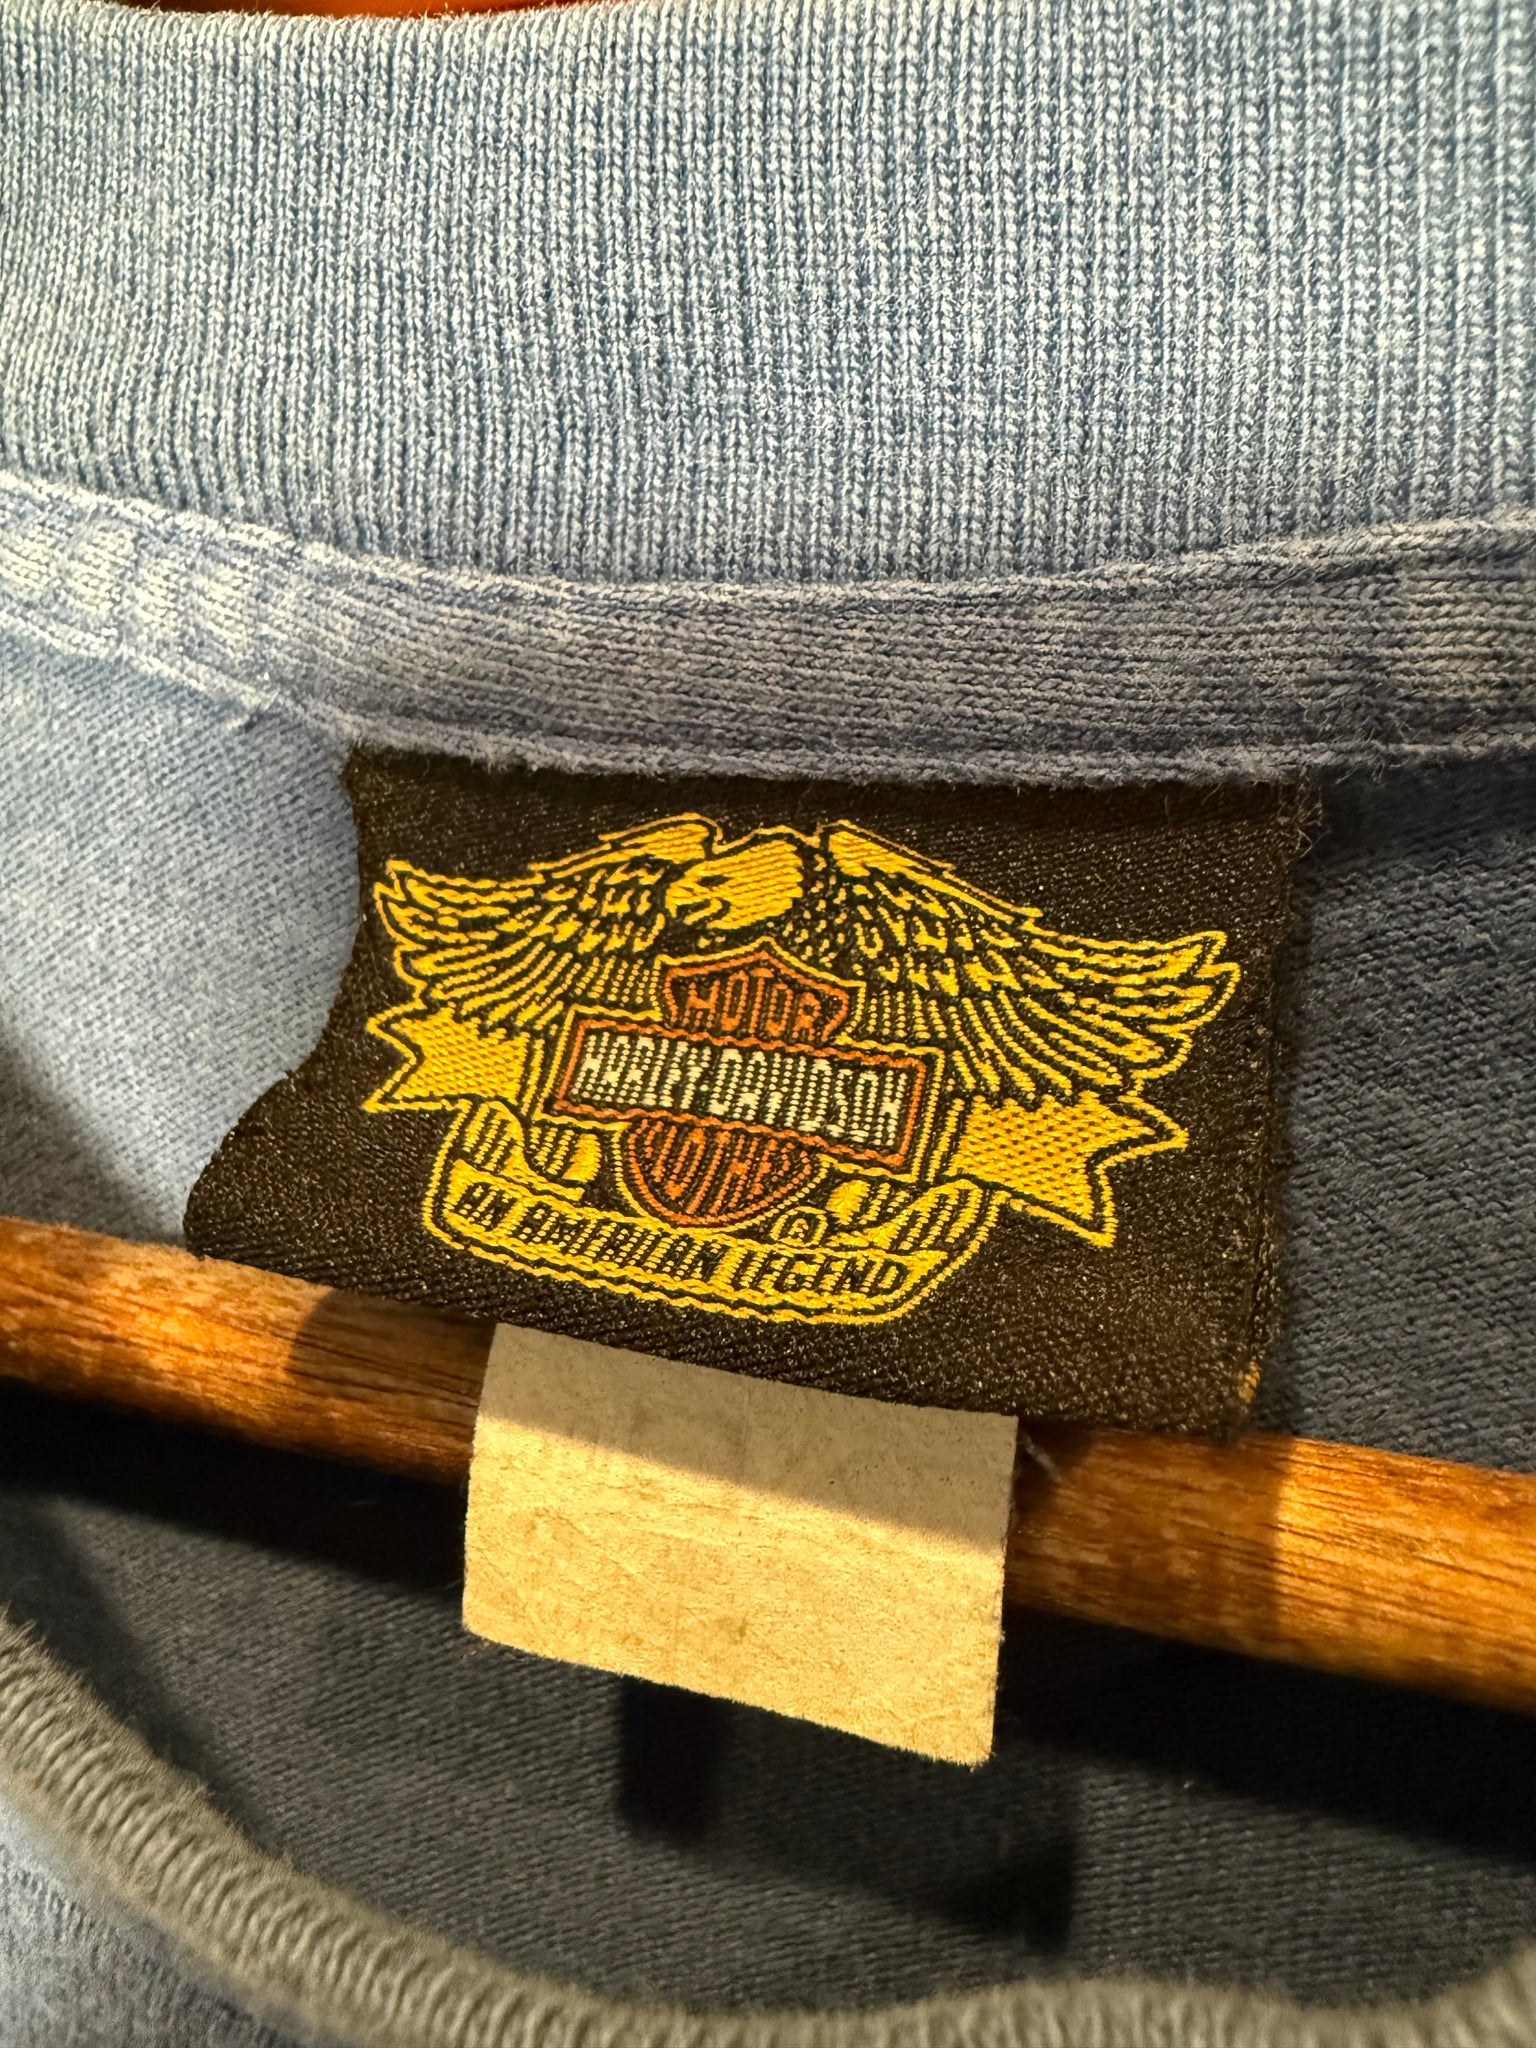 MOTOR
HARLEY-DAVIDSON
CYCLES
®
AN AMERICAN LEGEND